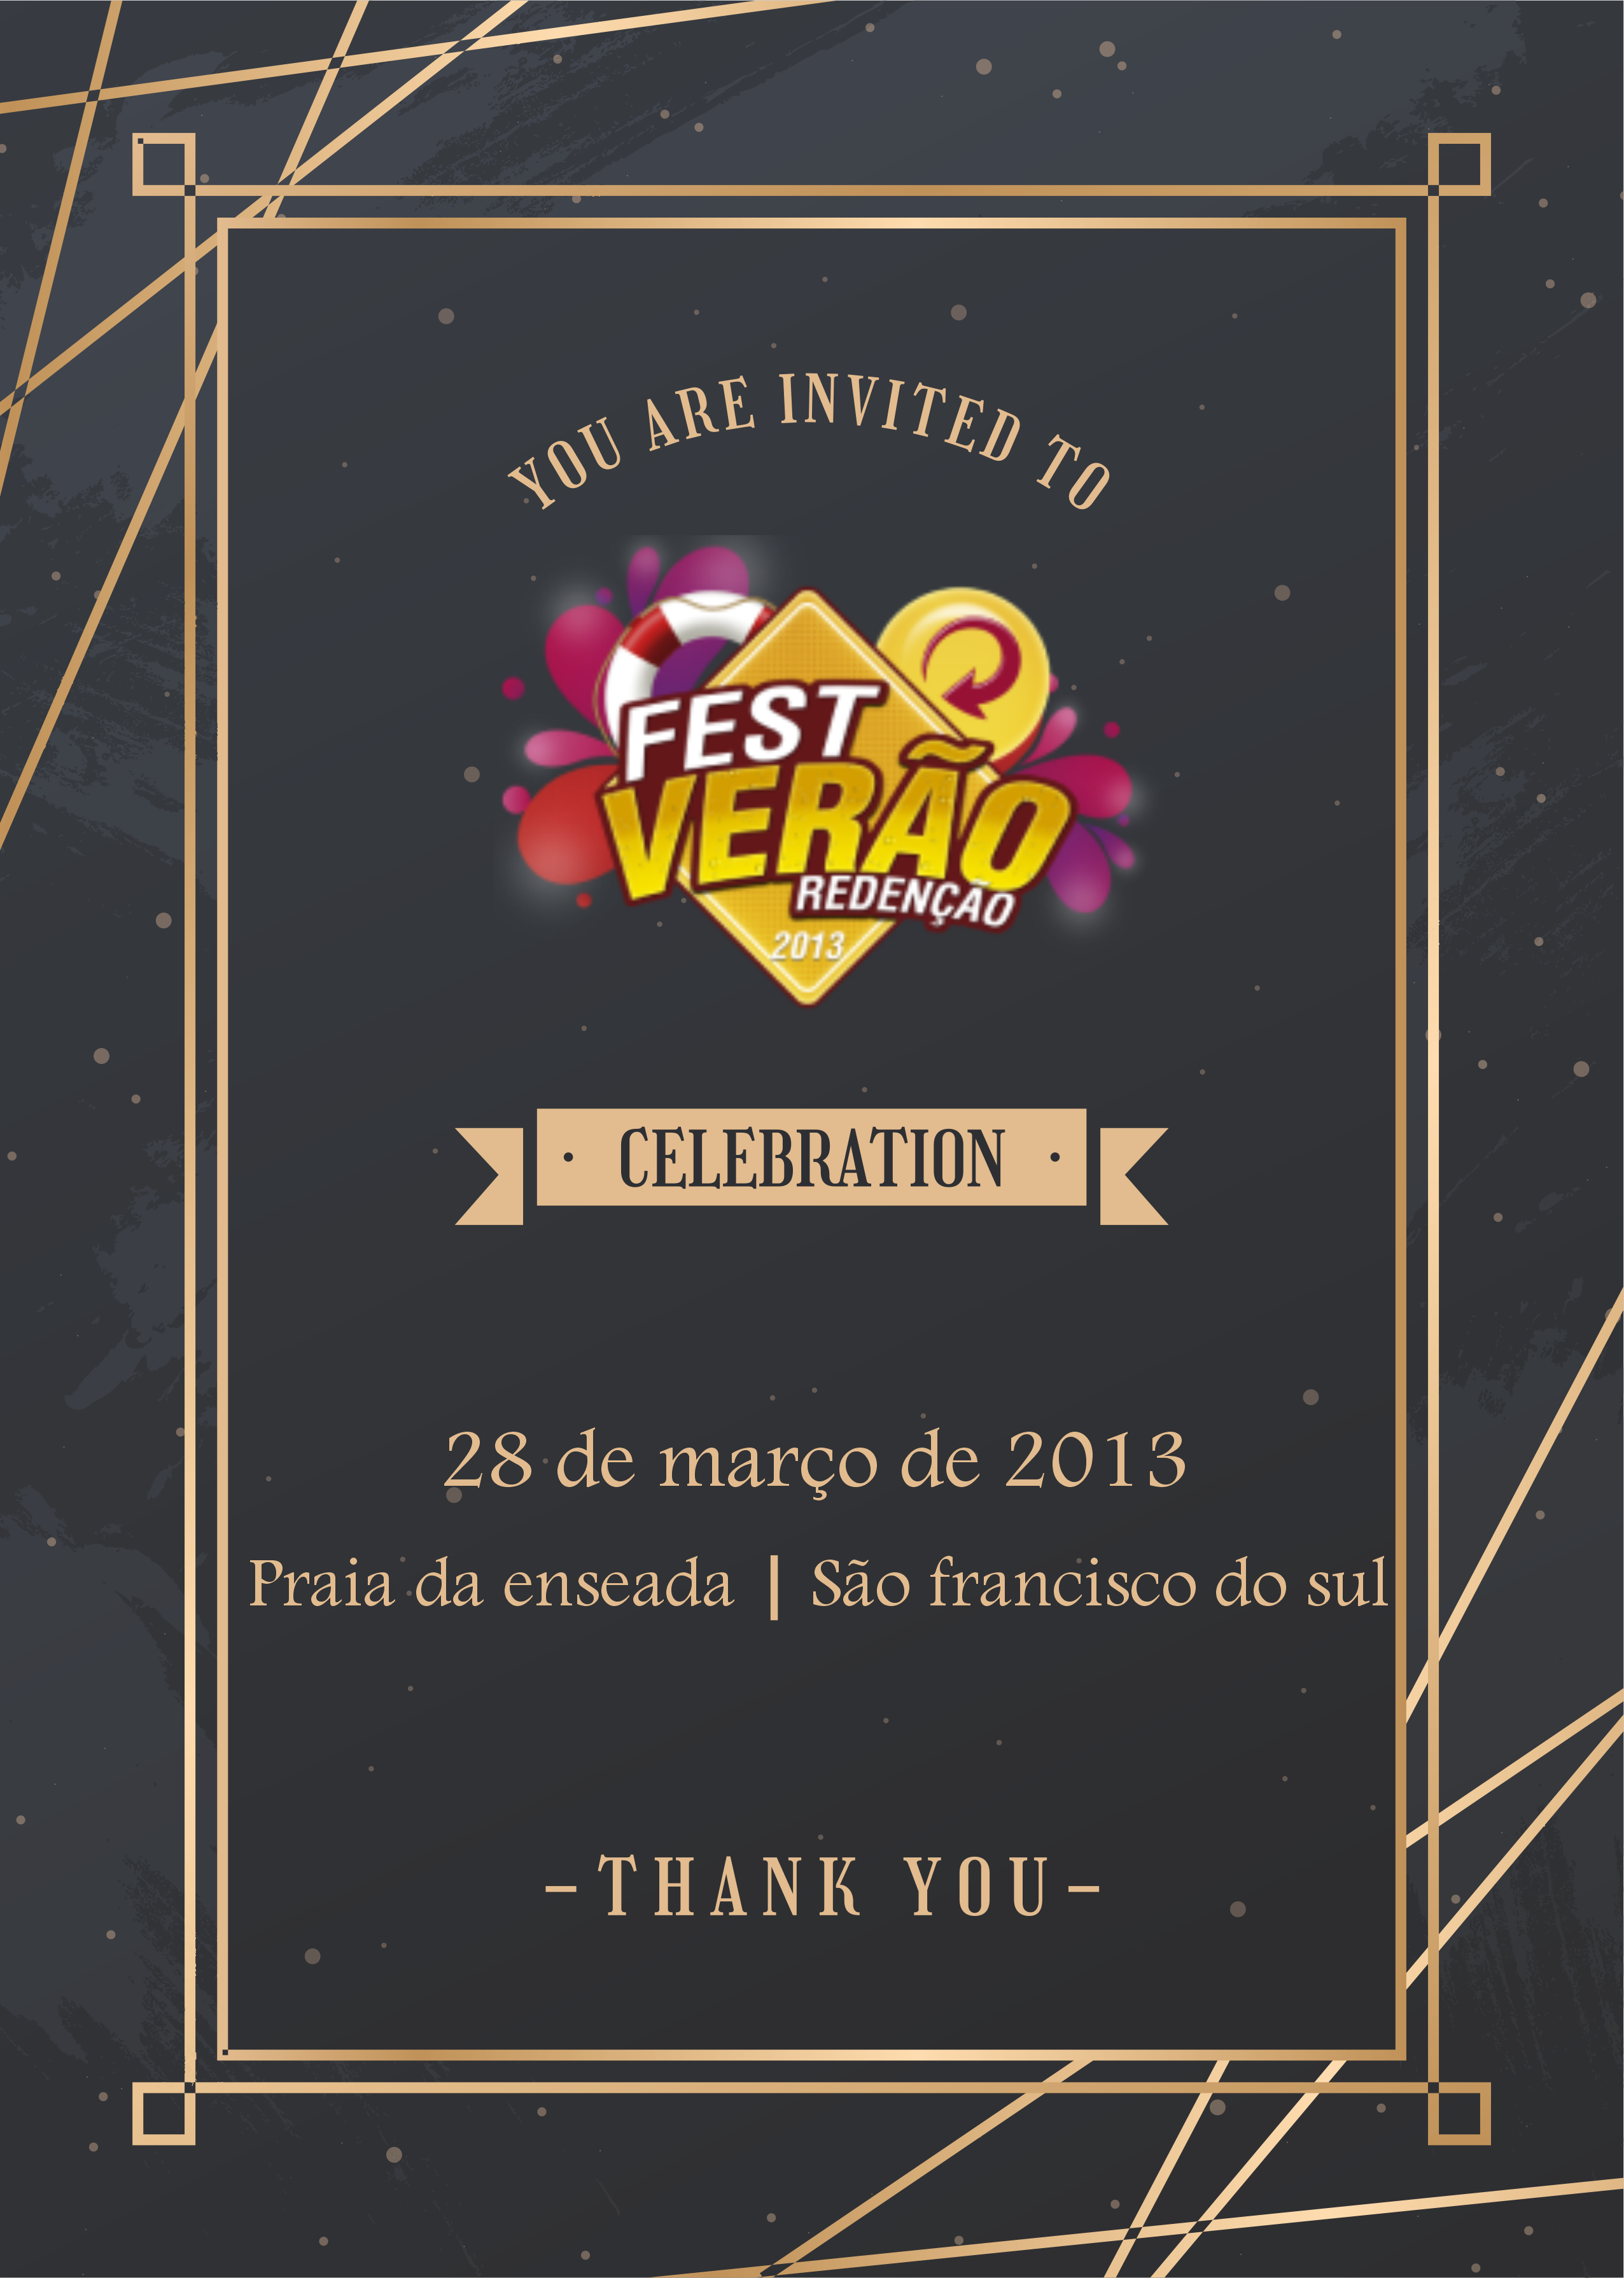 YOU ARE INVITED TO
FEST
VERÃO
REDENÇÃO
2013
• CELEBRATION •
28 de março de 2013
Praia da enseada | São francisco do sul
–THANK YOU–